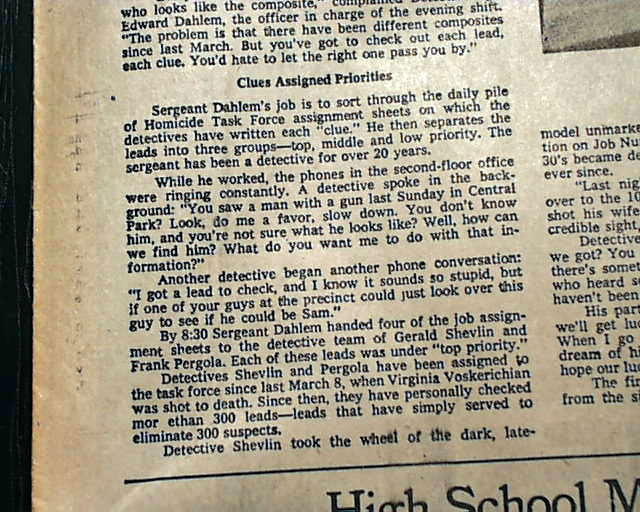 who looks like the composite," complained
Edward Dahlem, the officer in charge of the evening shift.
"The problem is that there have been different composites
since last March. But you've got to check out each lead,
each clue. You'd hate to let the right one pass you by."
Clues Assigned Priorities
Sergeant Dahlem's job is to sort through the daily pile
of Homicide Task Force assignment sheets on which the
detectives have written each "clue." He then separates the
leads into three groups—top, middle and low priority. The
sergeant has been a detective for over 20 years.
While he worked, the phones in the second-floor office
were ringing constantly. A detective spoke in the back-
ground: "You saw a man with a gun last Sunday in Central
Park? Look, do me a favor, slow down. You don't know
him, and you're not sure what he looks like? Well, how can
we find him? What do you want me to do with that in-
formation?"
Another detective began another phone conversation:
"I got a lead to check, and I know it sounds so stupid, but
if one of your guys at the precinct could just look over this
guy to see if he could be Sam."
By 8:30 Sergeant Dahlem handed four of the job assign-
ment sheets to the detective team of Gerald Shevlin and
Frank Pergola. Each of these leads was under "top priority."
Detectives Shevlin and Pergola have been assigned to
the task force since last March 8, when Virginia Voskerichian
was shot to death. Since then, they have personally checked
mor ethan 300 leads—leads that have simply served to
eliminate 300 suspects.
Detective Shevlin took the wheel of the dark, late-
model unmarke
tion on Job Nu
30's became de
ever since.
"Last nig
over to the 10
shot his wife
credible sight,
Detective
we got? You
there's somet
who heard s
haven't been
His part
we'll get lu
When I go
dream of hi
hope our luc
The fi
from the si
High School M